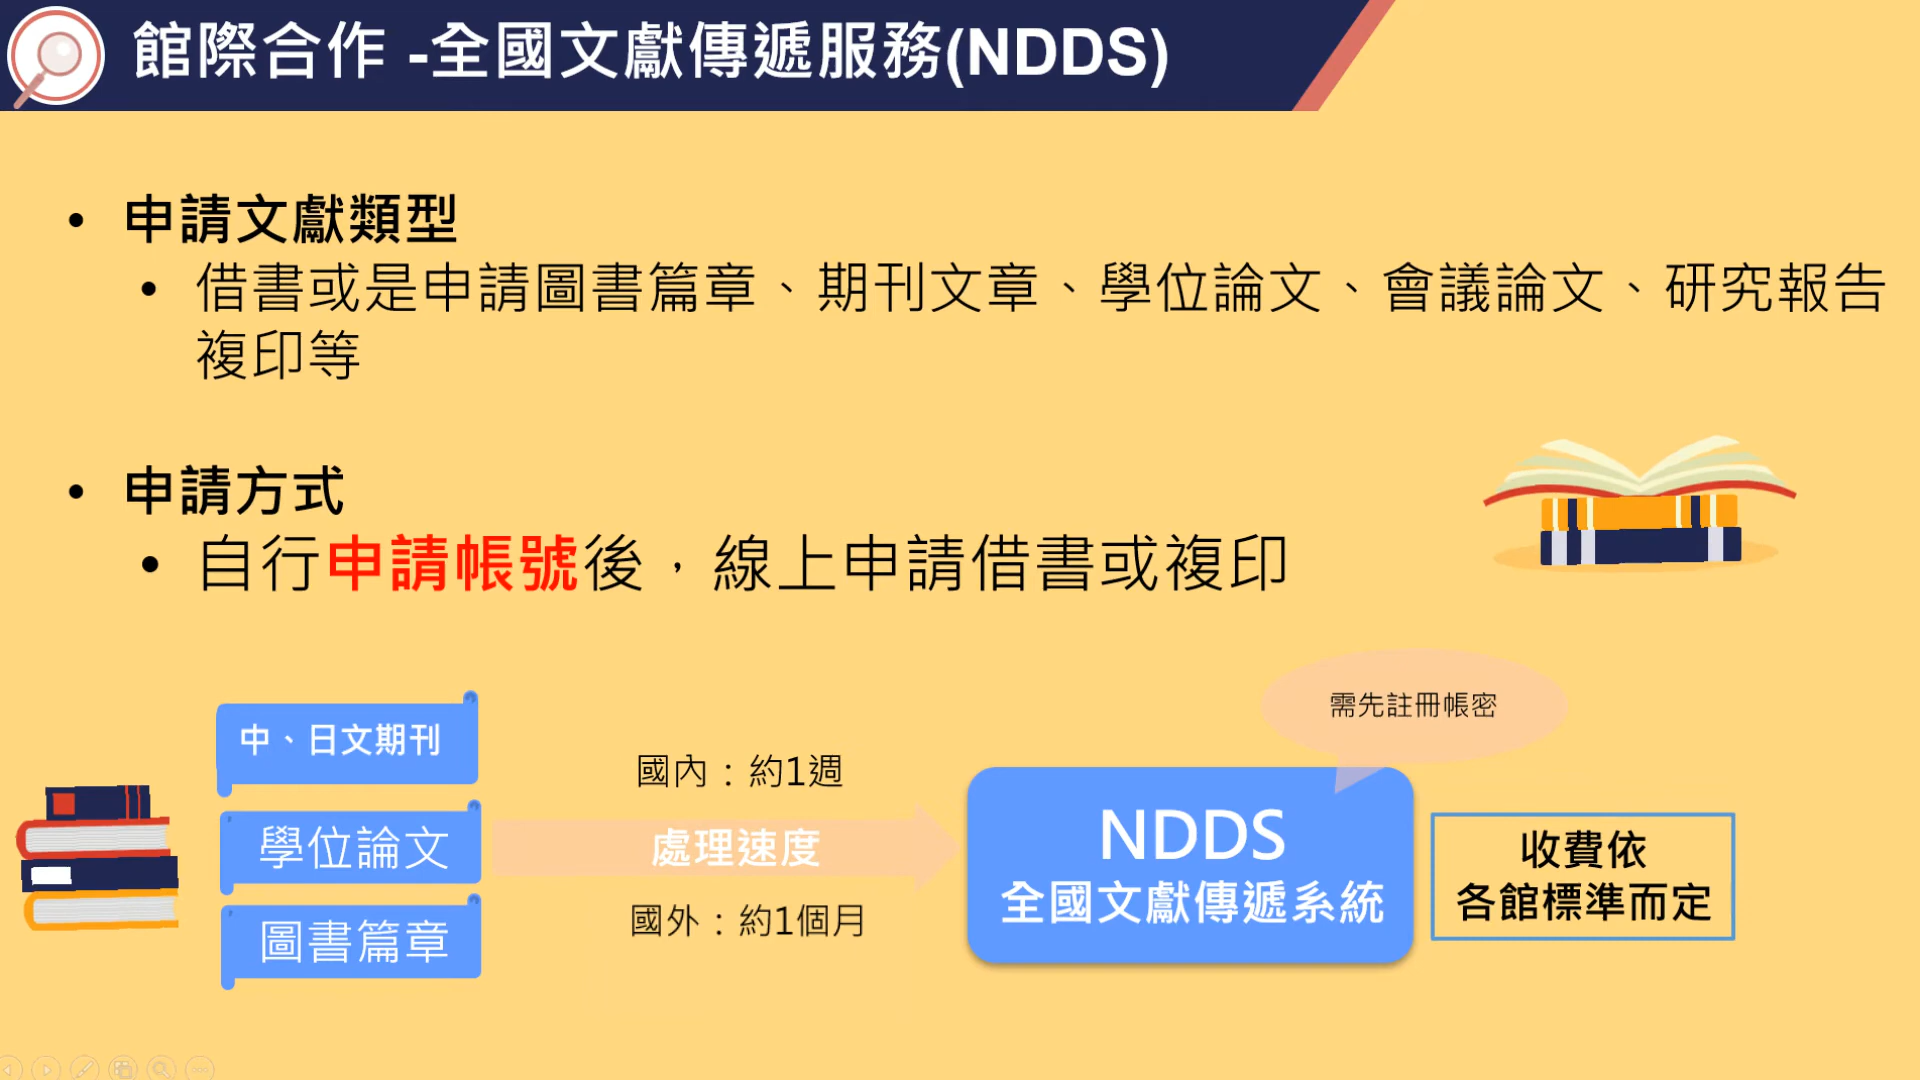 館際合作 -全國文獻傳遞服務(NDDS)
• 申請文獻類型
• 借書或是申請圖書篇章、期刊文章、學位論文、會議論文、研究報告
複印等
• 申請方式
• 自行申請帳號後，線上申請借書或複印
需先註冊帳密
中、日文期刊
學位論文
圖書篇章
國內：約1週
處理速度
國外：約1個月
NDDS
全國文獻傳遞系統
收費依
各館標準而定